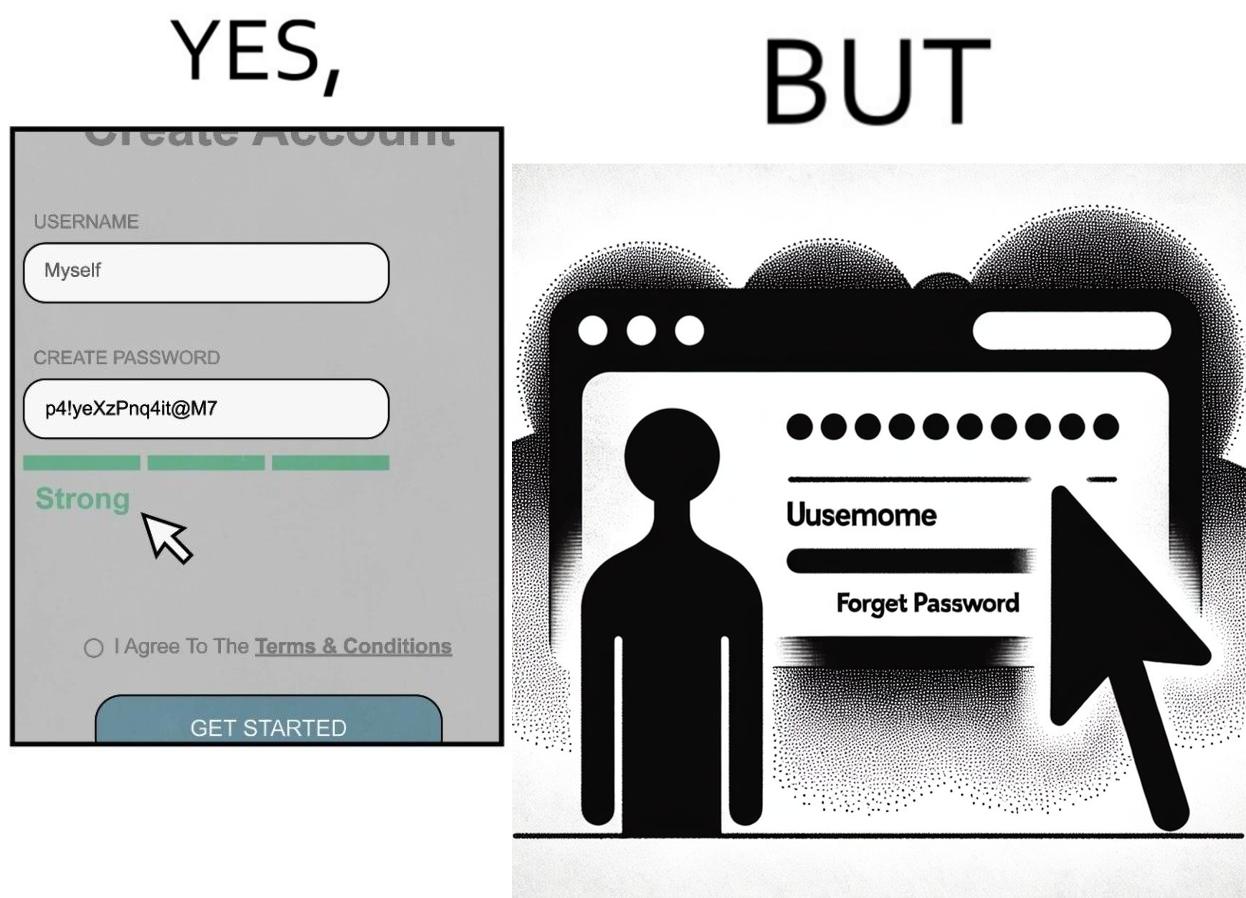 YES,
BUT
Create Account
USERNAME
Myself
CREATE PASSWORD
p4!yeXzPnq4it@M7
Strong
I Agree To The Terms & Conditions
GET STARTED
Uusemome
Forget Password